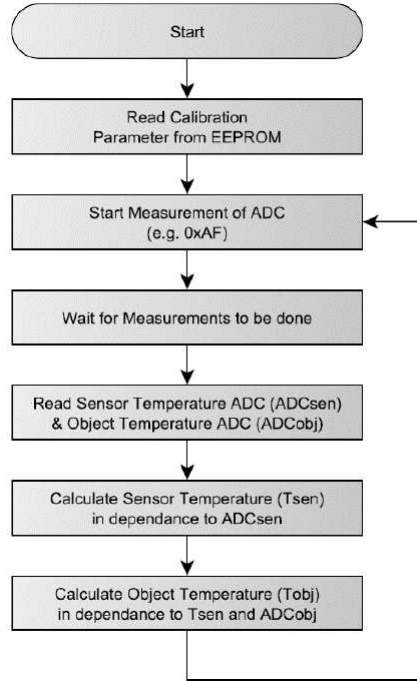 Start
Read Calibration
Parameter from EEPROM
Start Measurement of ADC
(e.g. 0xAF)
Wait for Measurements to be done
Read Sensor Temperature ADC (ADCsen)
& Object Temperature ADC (ADCobj)
Calculate Sensor Temperature (Tsen)
in dependance to ADCsen
Calculate Object Temperature (Tobj)
in dependance to Tsen and ADCobj